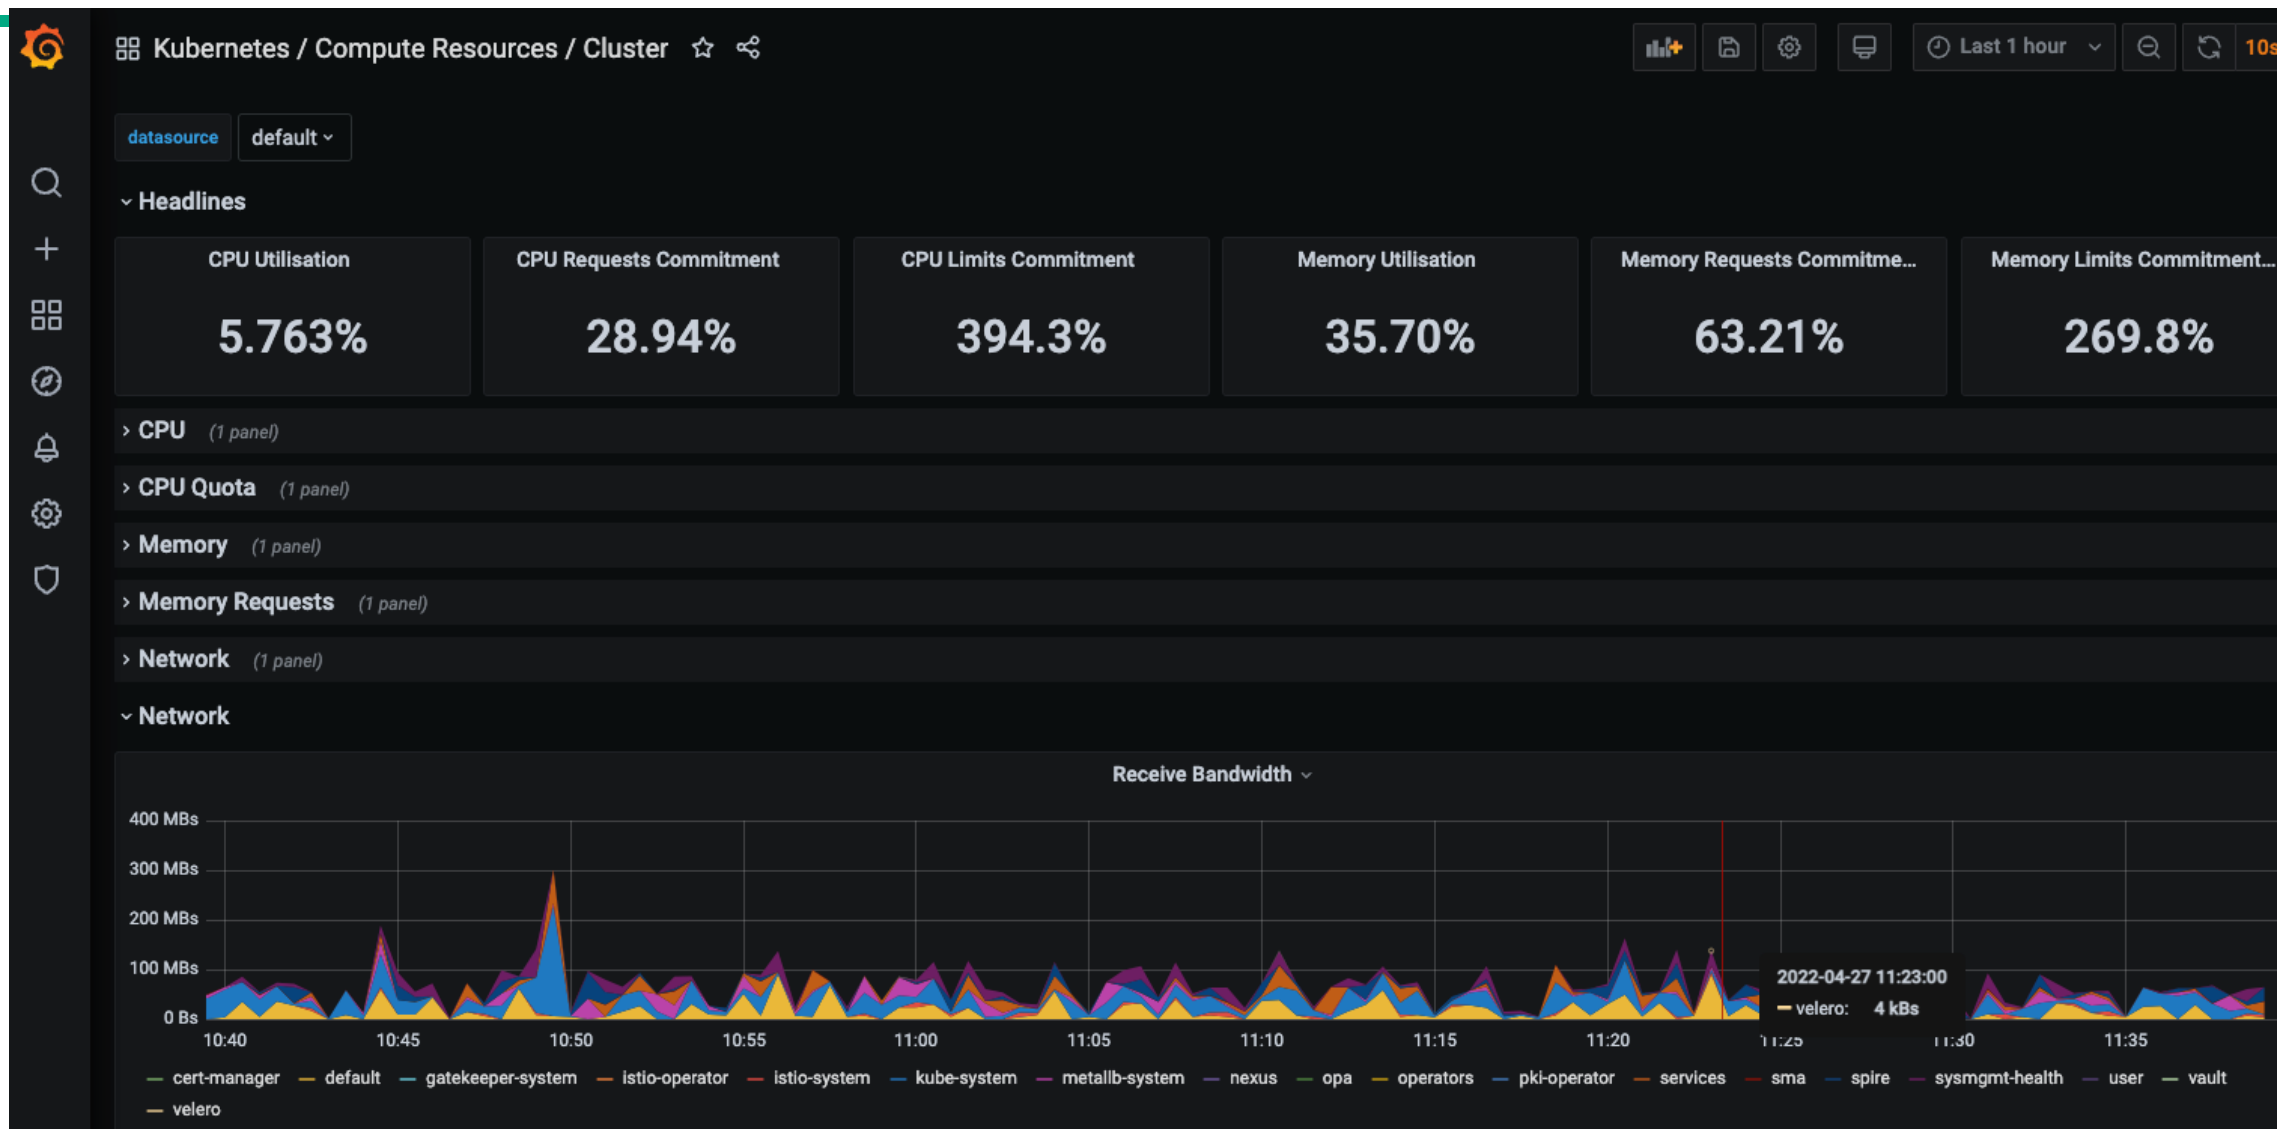 Kubernetes / Compute Resources / Cluster
Last 1 hour
10s
datasource default
Headlines
CPU Utilisation
5.763%
CPU Requests Commitment
28.94%
CPU Limits Commitment
394.3%
Memory Utilisation
35.70%
Memory Requests Commitme...
63.21%
Memory Limits Commitment...
269.8%
CPU (1 panel)
CPU Quota (1 panel)
Memory (1 panel)
Memory Requests (1 panel)
Network (1 panel)
Network
Receive Bandwidth
400 MBs
300 MBs
200 MBs
100 MBs
0 Bs
2022-04-27 11:23:00
velero: 4 kBs
10:40 10:45 10:50 10:55 11:00 11:05 11:10 11:15 11:20 11:25 11:30 11:35
cert-manager default gatekeeper-system istio-operator istio-system kube-system metallb-system nexus opa operators pki-operator services sma spire sysmgmt-health user vault
velero